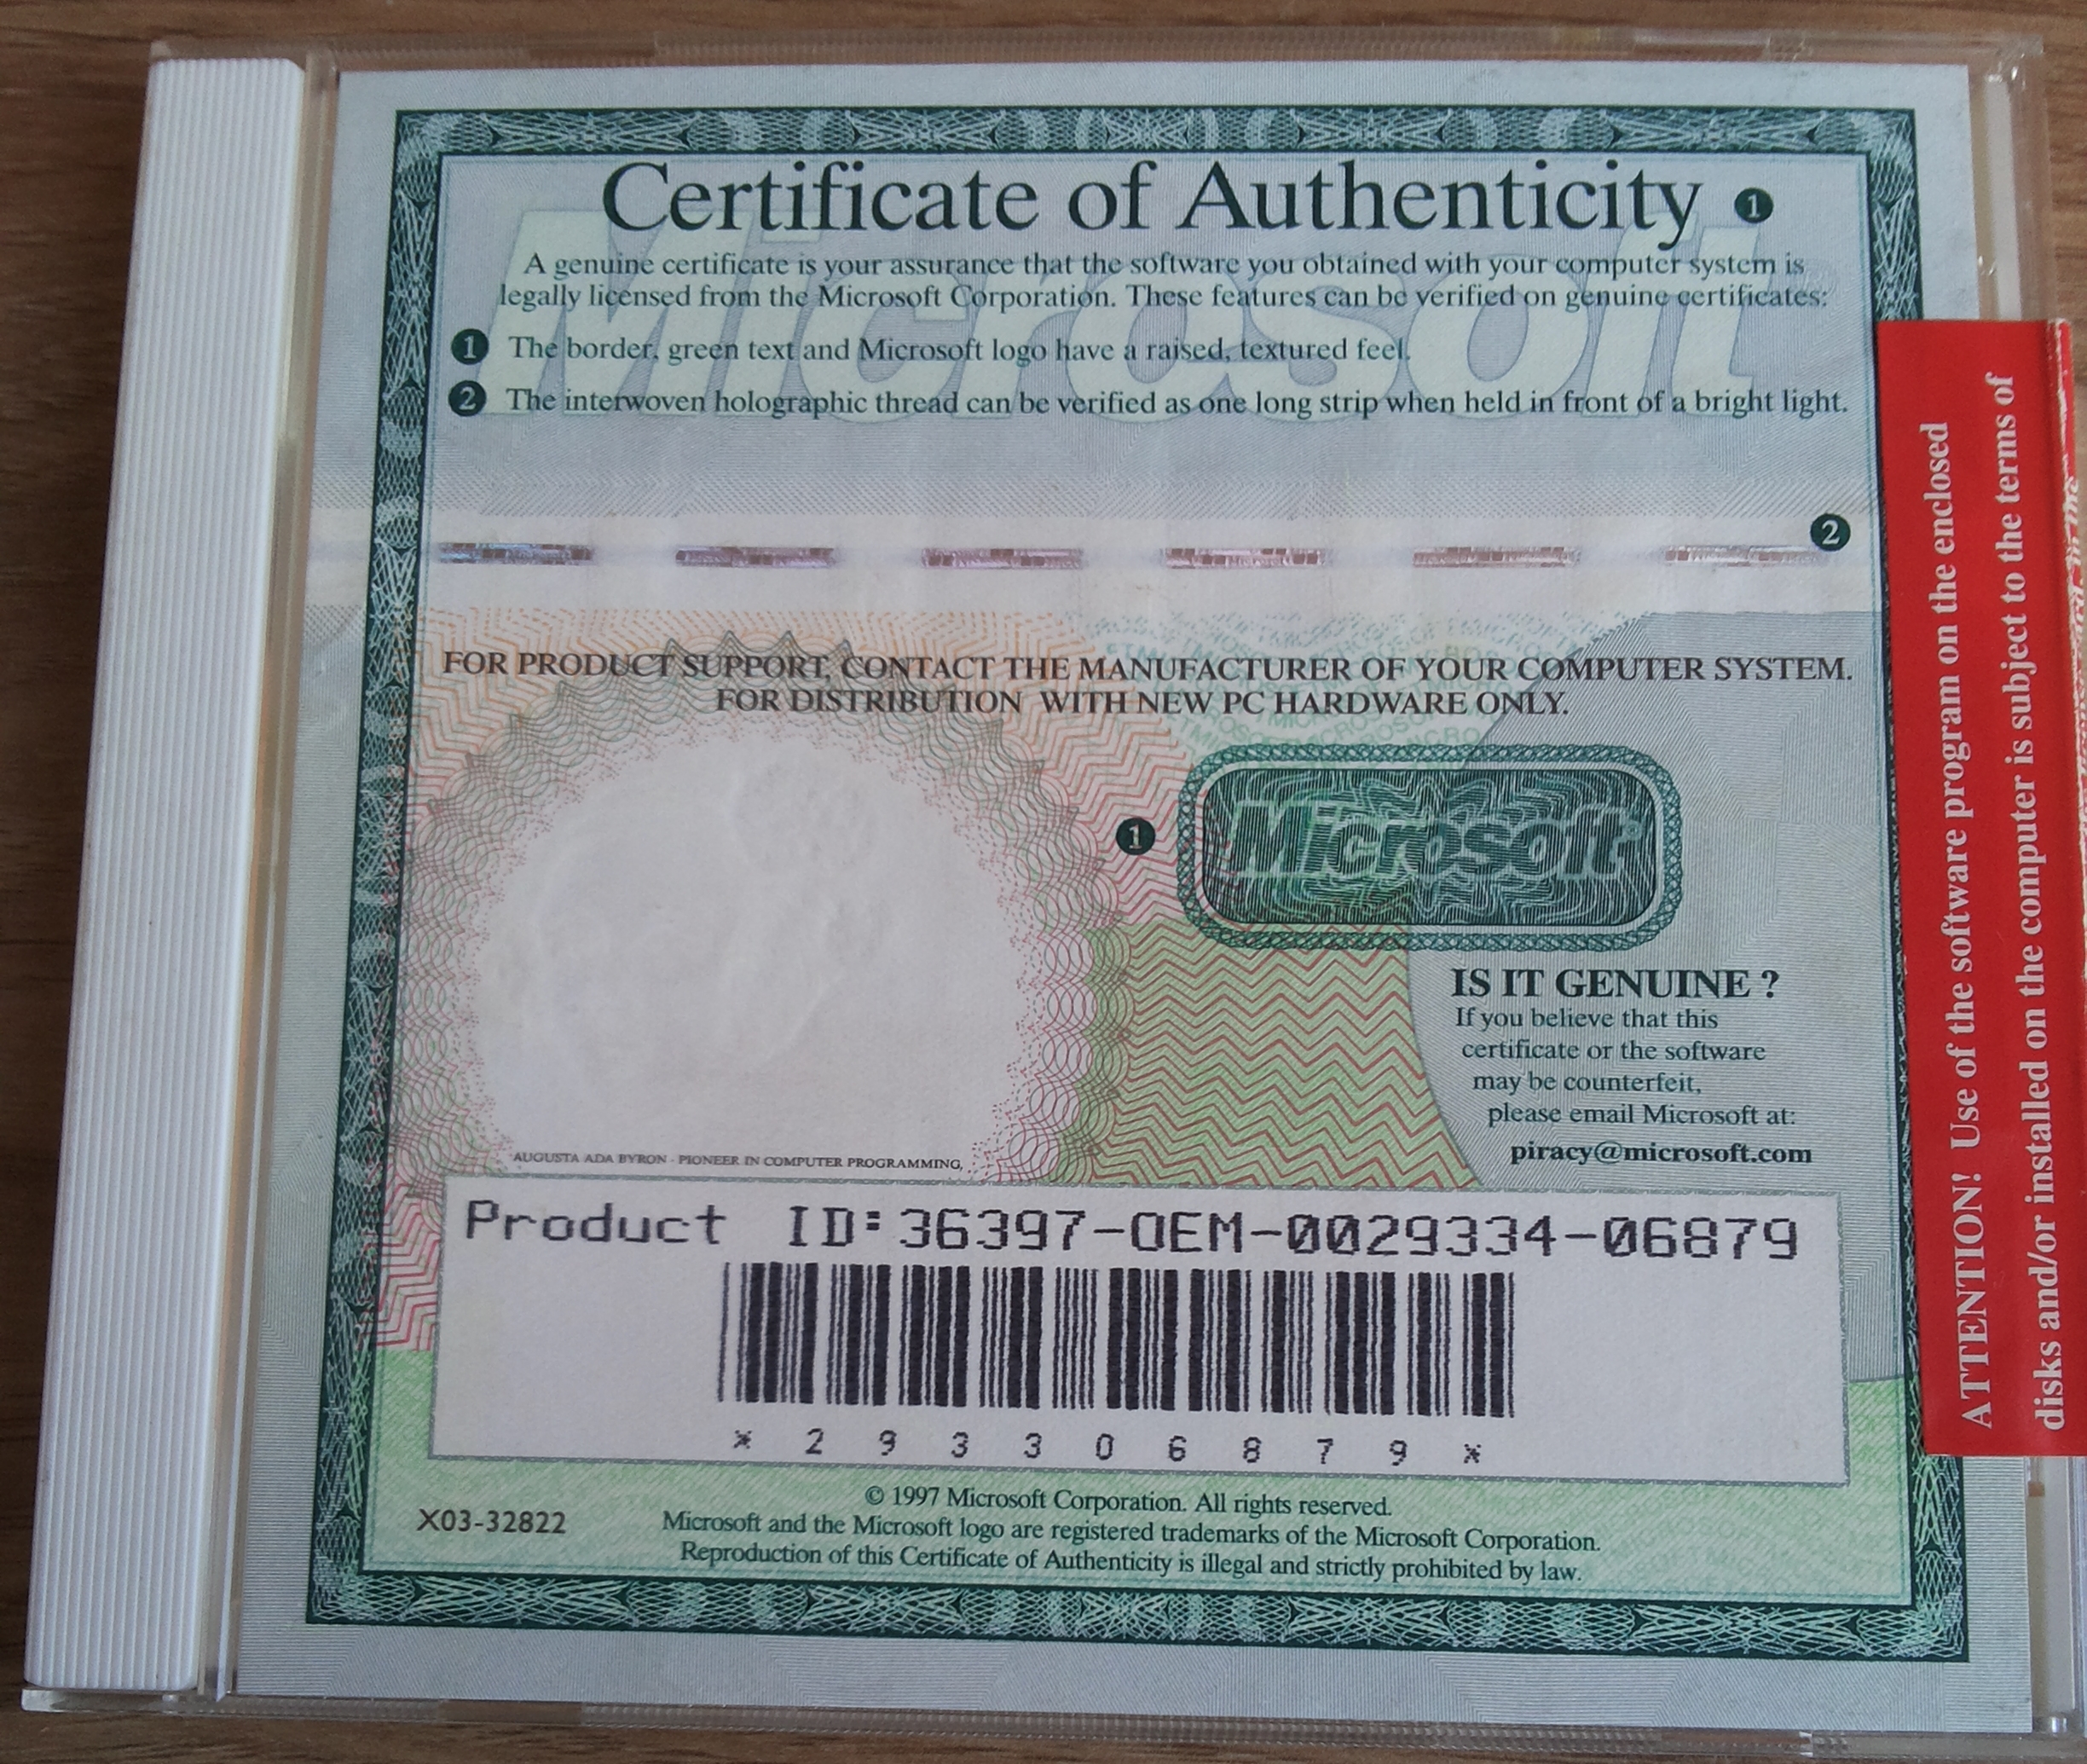 Certificate of Authenticity ❶
A genuine certificate is your assurance that the software you obtained with your computer system is
legally licensed from the Microsoft Corporation. These features can be verified on genuine certificates:
❶ The border, green text and Microsoft logo have a raised, textured feel.
❷ The interwoven holographic thread can be verified as one long strip when held in front of a bright light.
Microsoft
❷
FOR PRODUCT SUPPORT, CONTACT THE MANUFACTURER OF YOUR COMPUTER SYSTEM.
FOR DISTRIBUTION WITH NEW PC HARDWARE ONLY.
❶ Microsoft
IS IT GENUINE ?
If you believe that this
certificate or the software
may be counterfeit,
please email Microsoft at:
piracy@microsoft.com
AUGUSTA ADA BYRON - PIONEER IN COMPUTER PROGRAMMING,
Product ID:36397-OEM-0029334-06879
* 2 9 3 3 0 6 8 7 9 *
© 1997 Microsoft Corporation. All rights reserved.
Microsoft and the Microsoft logo are registered trademarks of the Microsoft Corporation.
Reproduction of this Certificate of Authenticity is illegal and strictly prohibited by law.
X03-32822
ATTENTION! Use of the software program on the enclosed
disks and/or installed on the computer is subject to the terms of